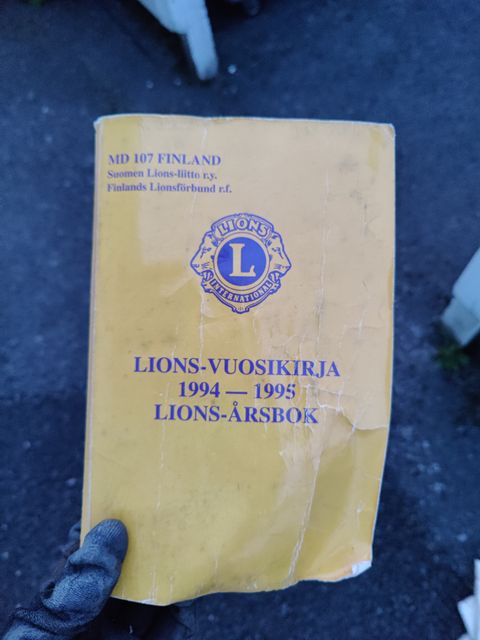 MD 107 FINLAND
Suomen Lions-liitto r.y.
Finlands Lionsförbund r.f.
LIONS
L
INTERNATIONAL
LIONS-VUOSIKIRJA
1994 — 1995
LIONS-ÅRSBOK